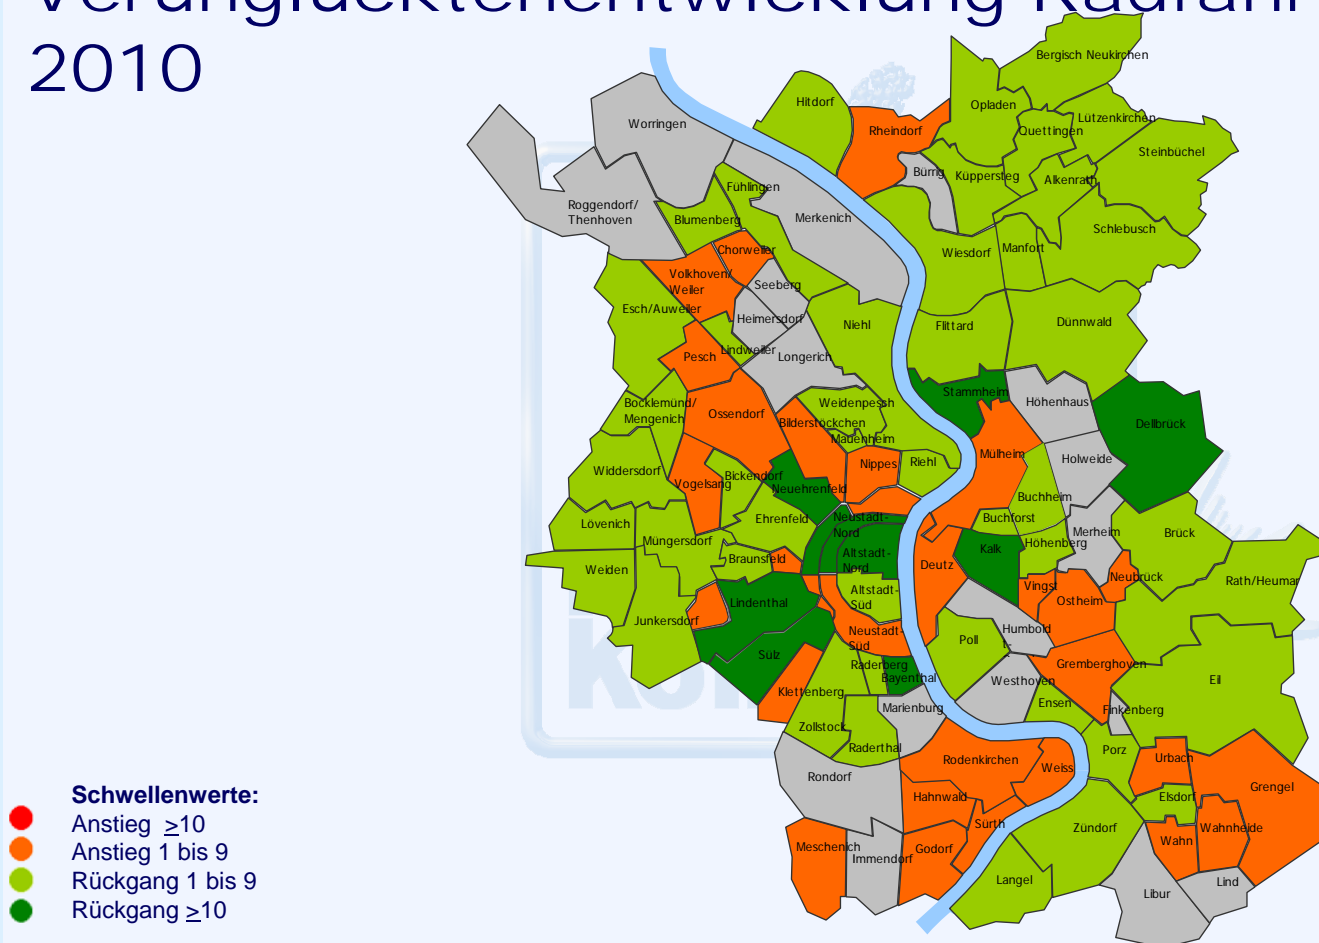 Verunglücktenentwicklung Radfahr
2010
Bergisch Neukirchen
Hitdorf
Opladen
Lützenkirchen
Worringen
Rheindorf
Quettingen
Steinbüchel
Bürrig
Küppersteg
Alkenrath
Fühlingen
Roggendorf/
Thenhoven
Blumenberg
Merkenich
Schlebusch
Chorweiler
Wiesdorf
Manfort
Volkhoven/
Weiler
Seeberg
Esch/Auweiler
Heimersdorf
Niehl
Flittard
Dünnwald
Pesch
Lindweiler
Longerich
Stammheim
Höhenhaus
Bocklemünd/
Mengenich
Ossendorf
Weidenpesch
Bilderstöckchen
Dellbrück
Mauenheim
Mülheim
Holweide
Widdersdorf
Nippes
Riehl
Vogelsang
Bickendorf
Neuehrenfeld
Buchheim
Lövenich
Ehrenfeld
Neustadt-
Nord
Buchforst
Merheim
Brück
Müngersdorf
Höhenberg
Braunsfeld
Altstadt-
Nord
Kalk
Weiden
Deutz
Neubrück
Rath/Heumar
Vingst
Altstadt-
Süd
Ostheim
Lindenthal
Junkersdorf
Neustadt-
Süd
Humbold
t-
Poll
Sülz
Raderberg
Gremberghoven
Bayenthal
Westhoven
Eil
Klettenberg
Marienburg
Ensen
Finkenberg
Zollstock
Raderthal
Porz
Rodenkirchen
Weiss
Urbach
Rondorf
Grengel
Hahnwald
Elsdorf
Schwellenwerte:
Anstieg ≥10
Anstieg 1 bis 9
Rückgang 1 bis 9
Rückgang ≥10
Sürth
Zündorf
Wahnheide
Meschenich
Immendorf
Godorf
Wahn
Langel
Libur
Lind